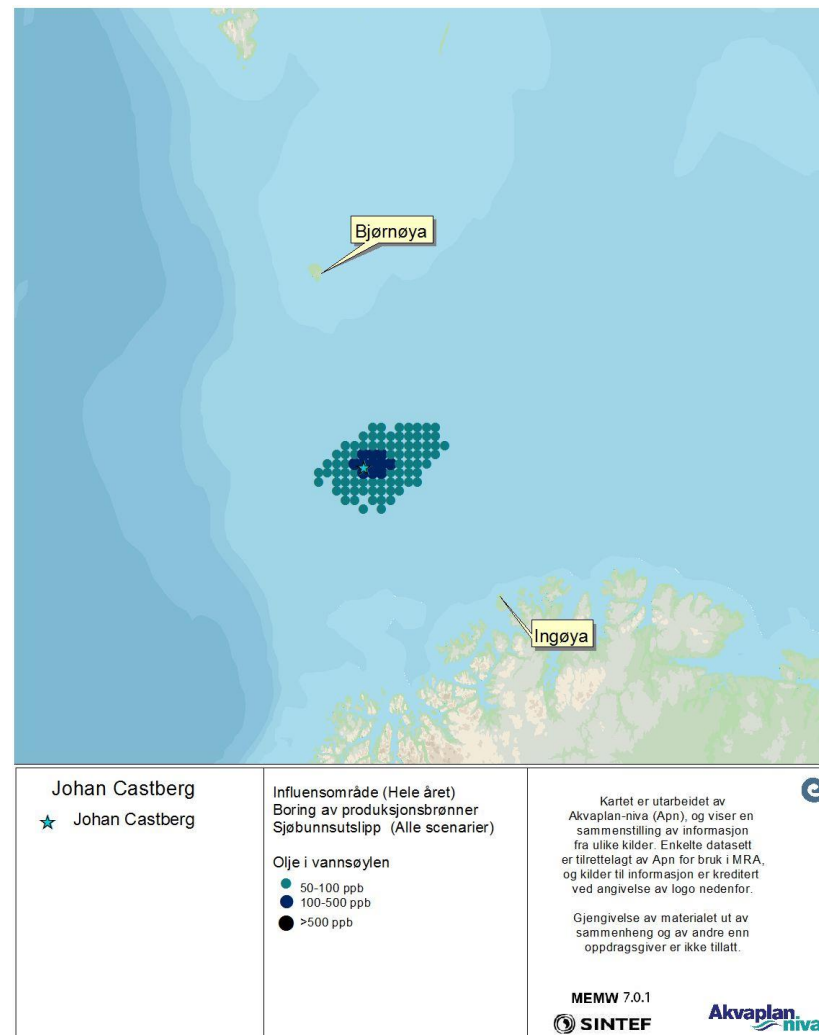 Bjørnøya
Ingøya
Johan Castberg
Johan Castberg
Influensområde (Hele året)
Boring av produksjonsbrønner
Sjøbunnsutslipp (Alle scenarier)
Olje i vannsøylen
50-100 ppb
100-500 ppb
>500 ppb
Kartet er utarbeidet av
Akvaplan-niva (Apn), og viser en
sammenstilling av informasjon
fra ulike kilder. Enkelte datasett
er tilrettelagt av Apn for bruk i MRA,
og kilder til informasjon er kreditert
ved angivelse av logo nedenfor.
Gjengivelse av materialet ut av
sammenheng og av andre enn
oppdragsgiver er ikke tillatt.
MEMW 7.0.1
SINTEF
Akvaplan
niva